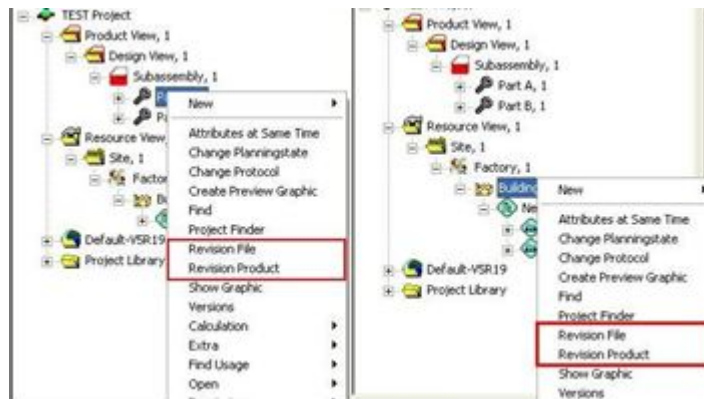 TEST Project
Product View, 1
Design View, 1
Subassembly, 1
New
Attributes at Same Time
Resource View
Change Planningstate
Site, 1
Change Protocol
Create Preview Graphic
Find
Project Finder
Default-VSR19
Revision File
Project Library
Revision Product
Show Graphic
Versions
Calculation
Extra
Find Usage
Open
Product View, 1
Design View, 1
Subassembly, 1
Part A, 1
Part B, 1
Resource View, 1
Site, 1
Factory, 1
Building
New
Attributes at Same Time
Change Planningstate
Default-VSR19
Change Protocol
Project Library
Create Preview Graphic
Find
Project Finder
Revision File
Revision Product
Show Graphic
Versions